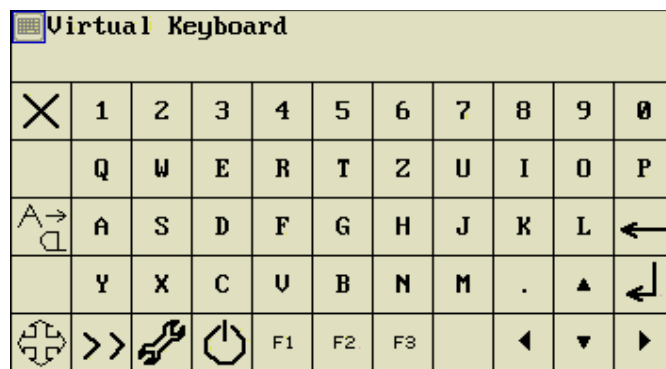 Virtual Keyboard
1 2 3 4 5 6 7 8 9 0
Q W E R T Z U I O P
A→a A S D F G H J K L
Y X C V B N M .
>> F1 F2 F3